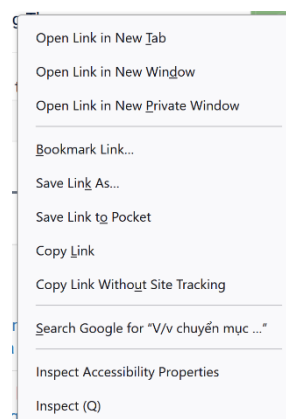 Open Link in New Tab
Open Link in New Window
Open Link in New Private Window
Bookmark Link...
Save Link As...
Save Link to Pocket
Copy Link
Copy Link Without Site Tracking
Search Google for “V/v chuyển mục ...”
Inspect Accessibility Properties
Inspect (Q)